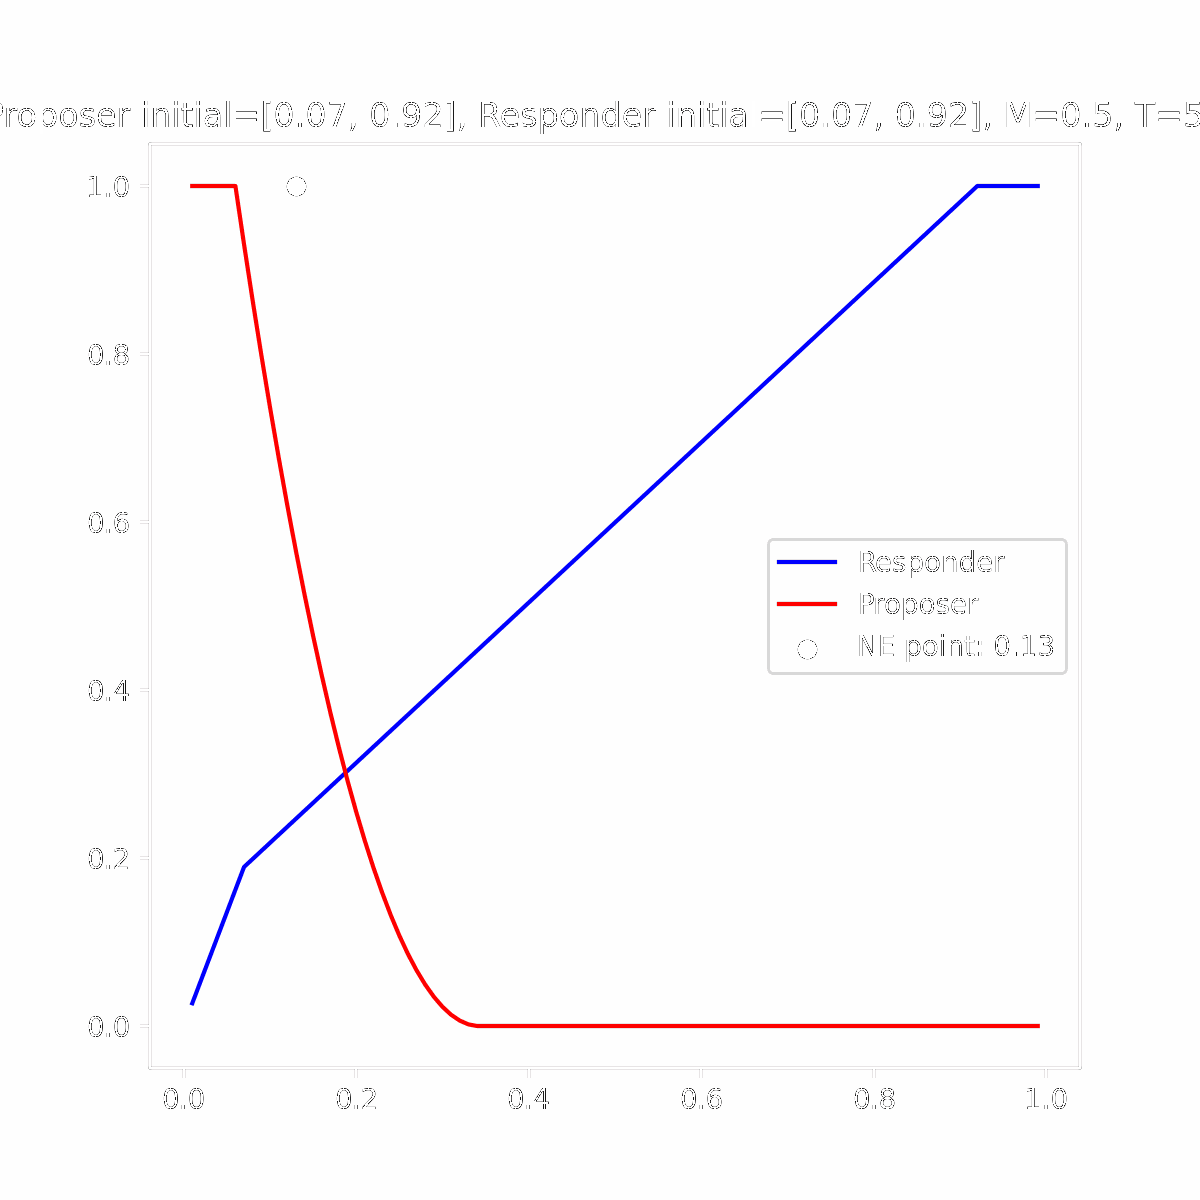 Proposer initial=[0.07, 0.92], Responder initia =[0.07, 0.92], M=0.5, T=5
1.0
0.8
0.6
0.4
0.2
0.0
Responder
Proposer
NE point: 0.13
0.0 0.2 0.4 0.6 0.8 1.0